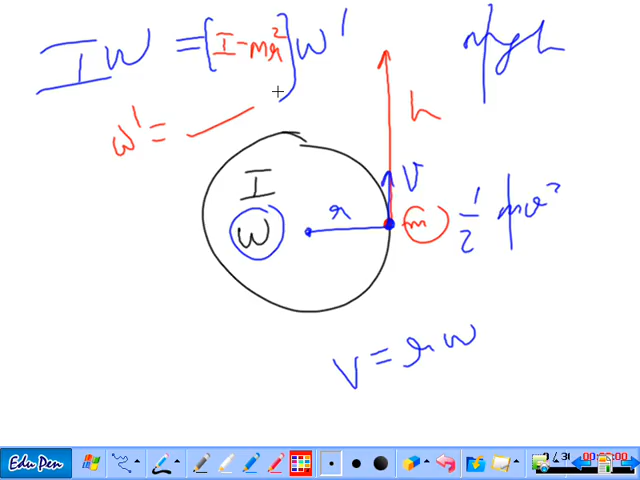 Iω = [I-mr²]ω'
mgh
ω' =
h
I
V
ω
r
m
1/2 mv²
V = rω
Edu Pen